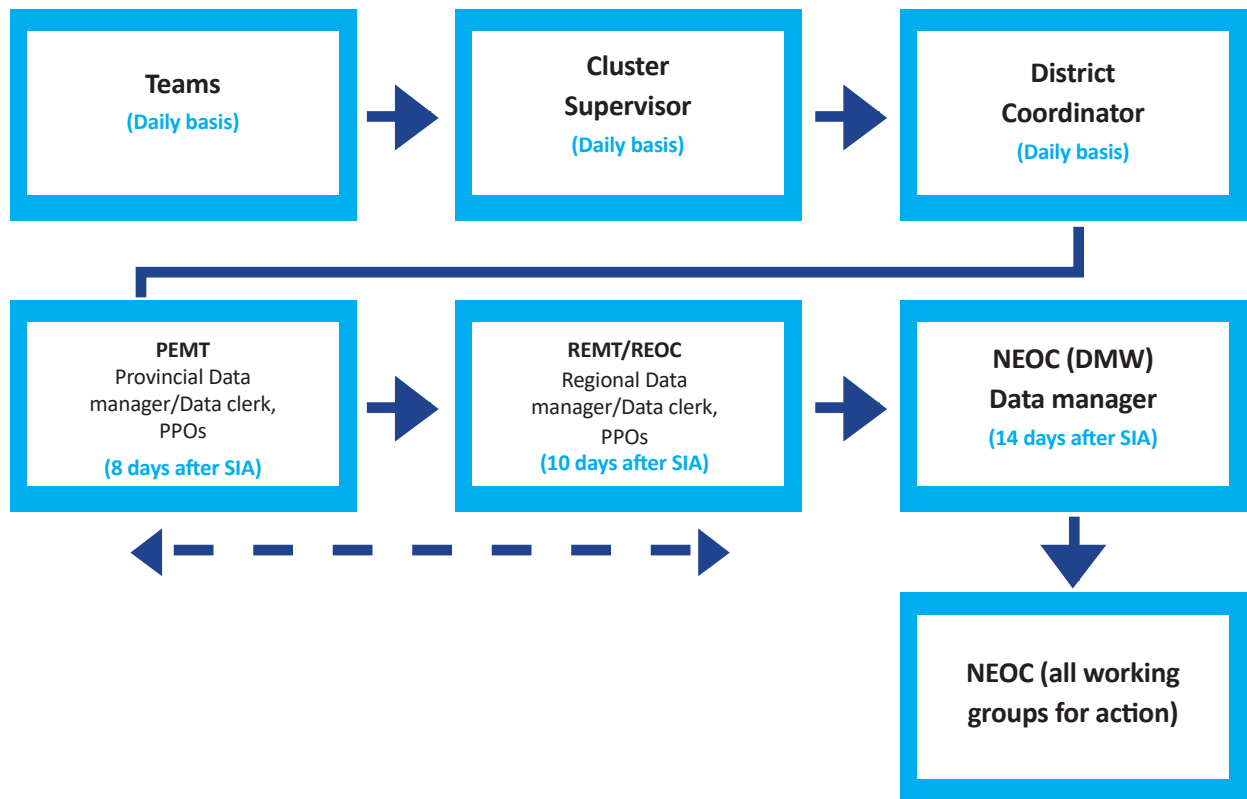 Teams
(Daily basis)
Cluster
Supervisor
(Daily basis)
District
Coordinator
(Daily basis)
PEMT
Provincial Data
manager/Data clerk,
PPOs
(8 days after SIA)
REMT/REOC
Regional Data
manager/Data clerk,
PPOs
(10 days after SIA)
NEOC (DMW)
Data manager
(14 days after SIA)
NEOC (all working
groups for action)